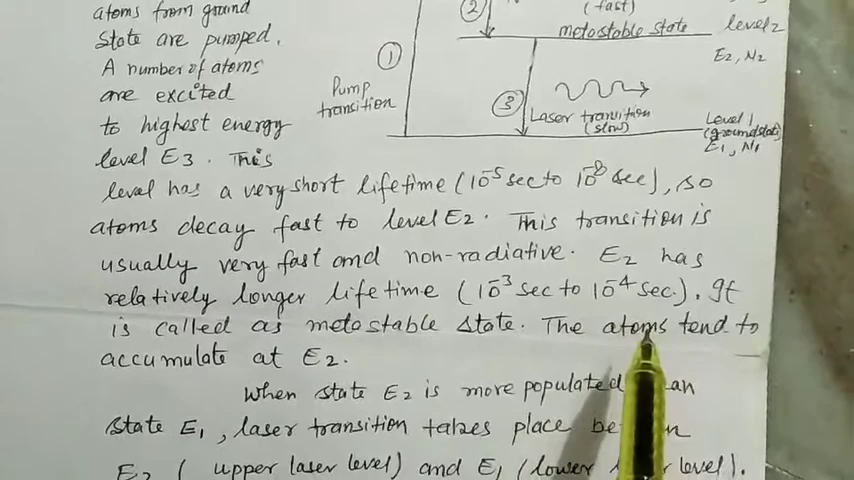 atoms from ground
state are pumped.
A number of atoms
are excited
to highest energy
level E3. This
level has a very short lifetime (10⁻⁵ sec to 10⁻⁸ sec), so
atoms decay fast to level E2. This transition is
usually very fast and non-radiative. E2 has
relatively longer lifetime (10⁻³ sec to 10⁻⁴ sec.). It
is called as metastable state. The atoms tend to
accumulate at E2.
When state E2 is more populated
state E1, laser transition takes place
E2 (upper laser level) and E1 (lower level).
②
(fast)
metastable state
level 2
E2, N2
①
Pump
transition
③
Laser transition
(slow)
Level 1
(ground state)
E1, N1